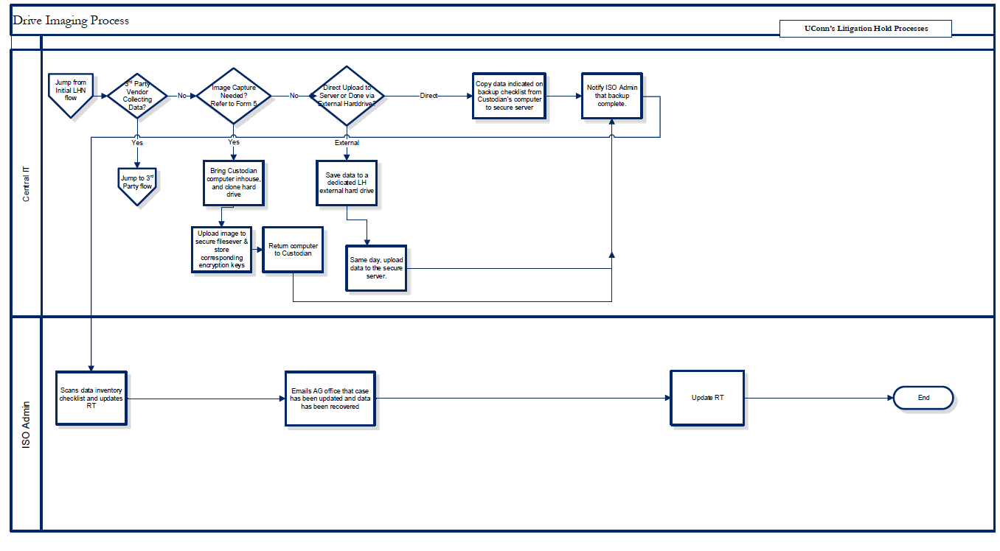 Drive Imaging Process
UConn's Litigation Hold Processes
Central IT
Jump from
Initial LHN
flow
3rd Party
Vendor
Collecting
Data?
No
Image Capture
Needed?
Refer to Form 5
No
Direct Upload to
Server or Done via
External Harddrive?
Direct
Copy data indicated on
backup checklist from
Custodian's computer
to secure server
Notify ISO Admin
that backup
complete.
Yes
Yes
External
Jump to 3rd
Party flow
Bring Custodian
computer inhouse,
and clone hard
drive
Save data to a
dedicated LH
external hard drive
Upload image to
secure filesever &
store
corresponding
encryption keys
Return computer
to Custodian
Same day, upload
data to the secure
server.
ISO Admin
Scans data inventory
checklist and updates
RT
Emails AG office that case
has been updated and data
has been recovered
Update RT
End